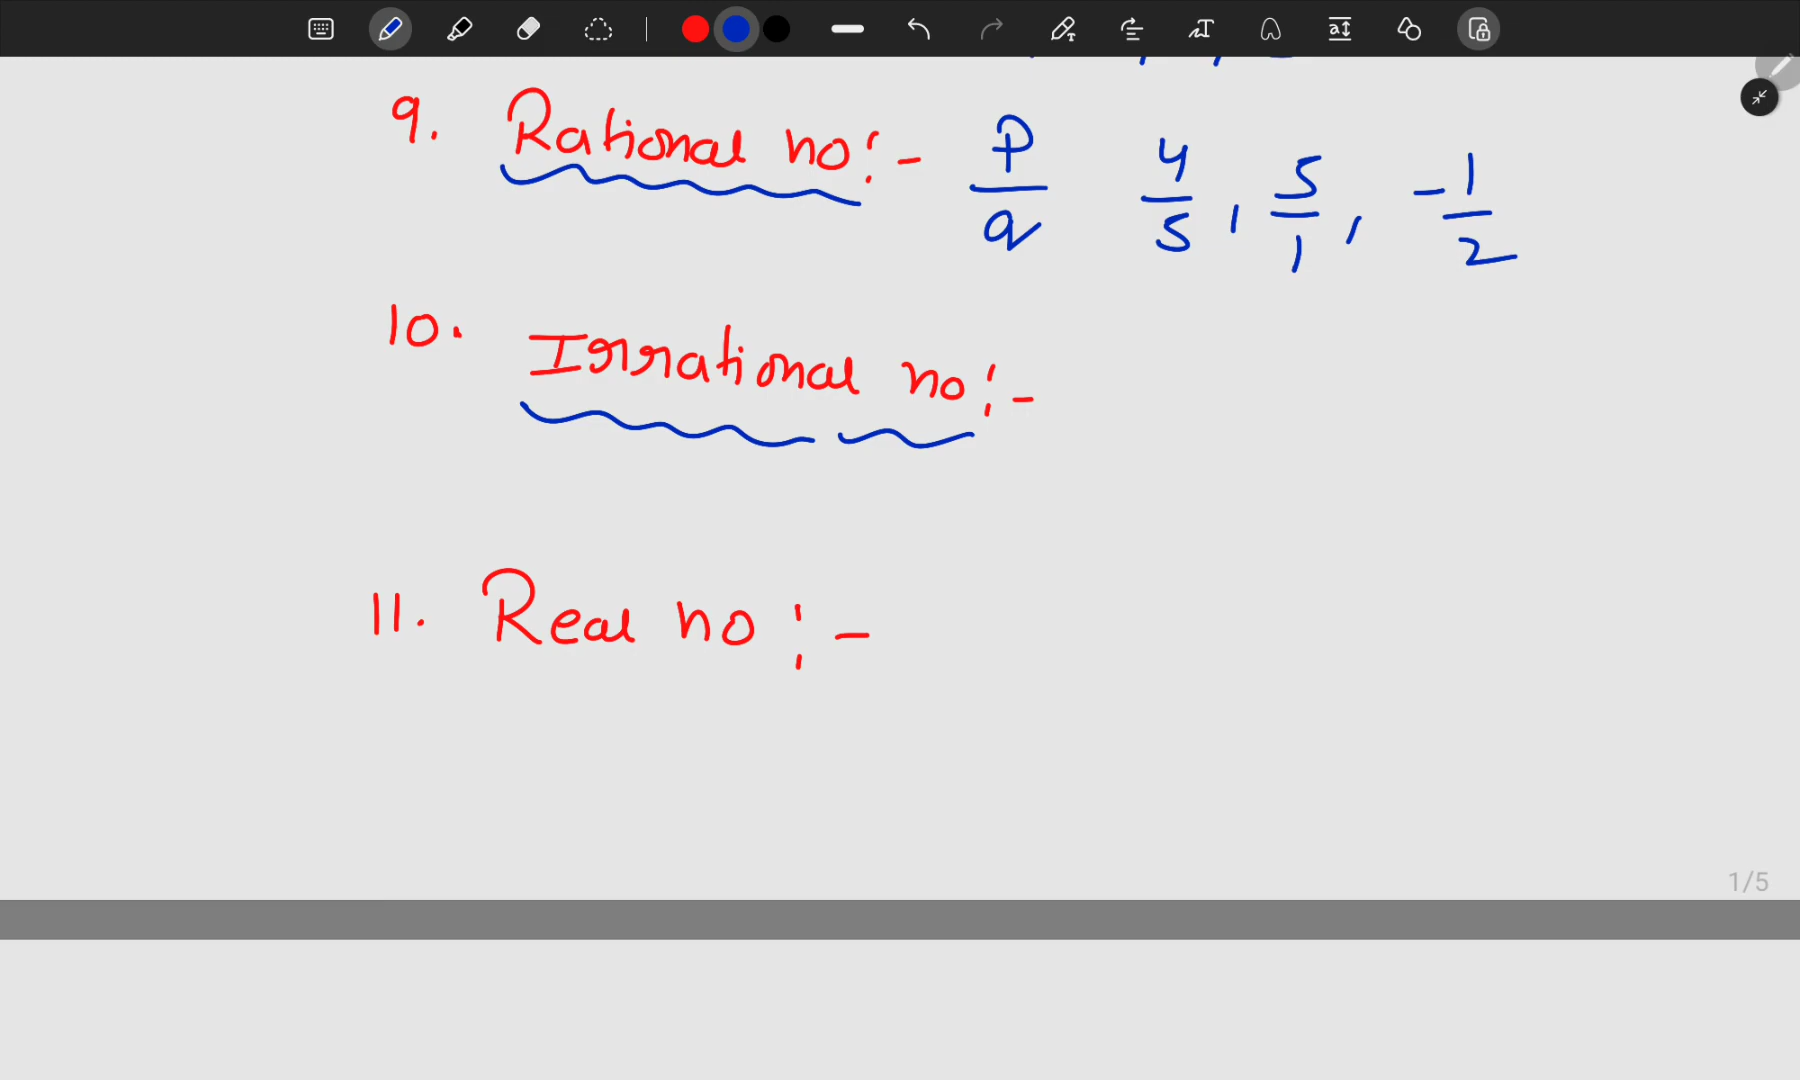 9. Rational no:- p/q 4/5, 5/1, -1/2
10. Irrational no:-
11. Real no:-
1/5